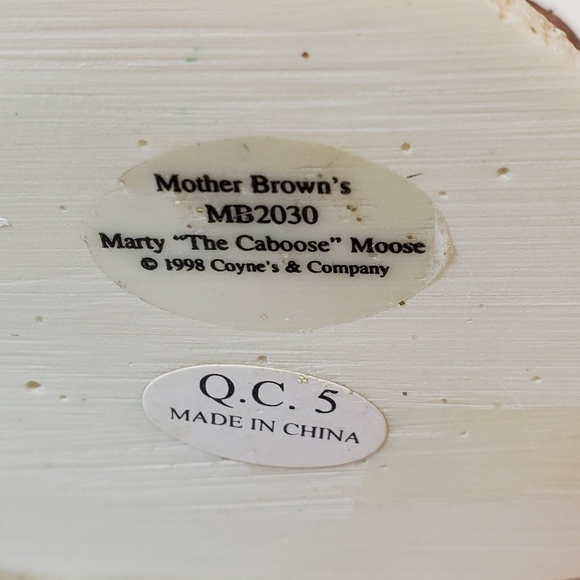 Mother Brown's
MB2030
Marty "The Caboose" Moose
© 1998 Coyne's & Company
Q.C. 5
MADE IN CHINA